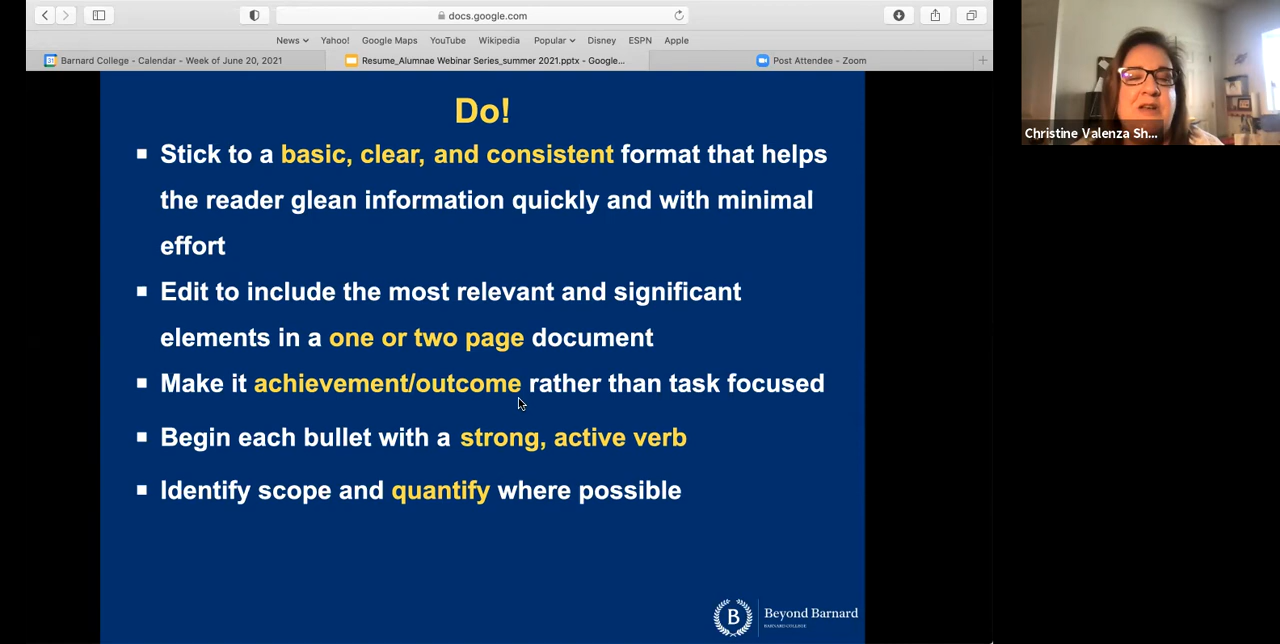 docs.google.com
News Yahoo! Google Maps YouTube Wikipedia Popular Disney ESPN Apple
Barnard College - Calendar - Week of June 20, 2021
Resume_Alumnae Webinar Series_summer 2021.pptx - Google...
Post Attendee - Zoom
Christine Valenza Sh...
Do!
Stick to a basic, clear, and consistent format that helps
the reader glean information quickly and with minimal
effort
Edit to include the most relevant and significant
elements in a one or two page document
Make it achievement/outcome rather than task focused
Begin each bullet with a strong, active verb
Identify scope and quantify where possible
B
Beyond Barnard
BARNARD COLLEGE